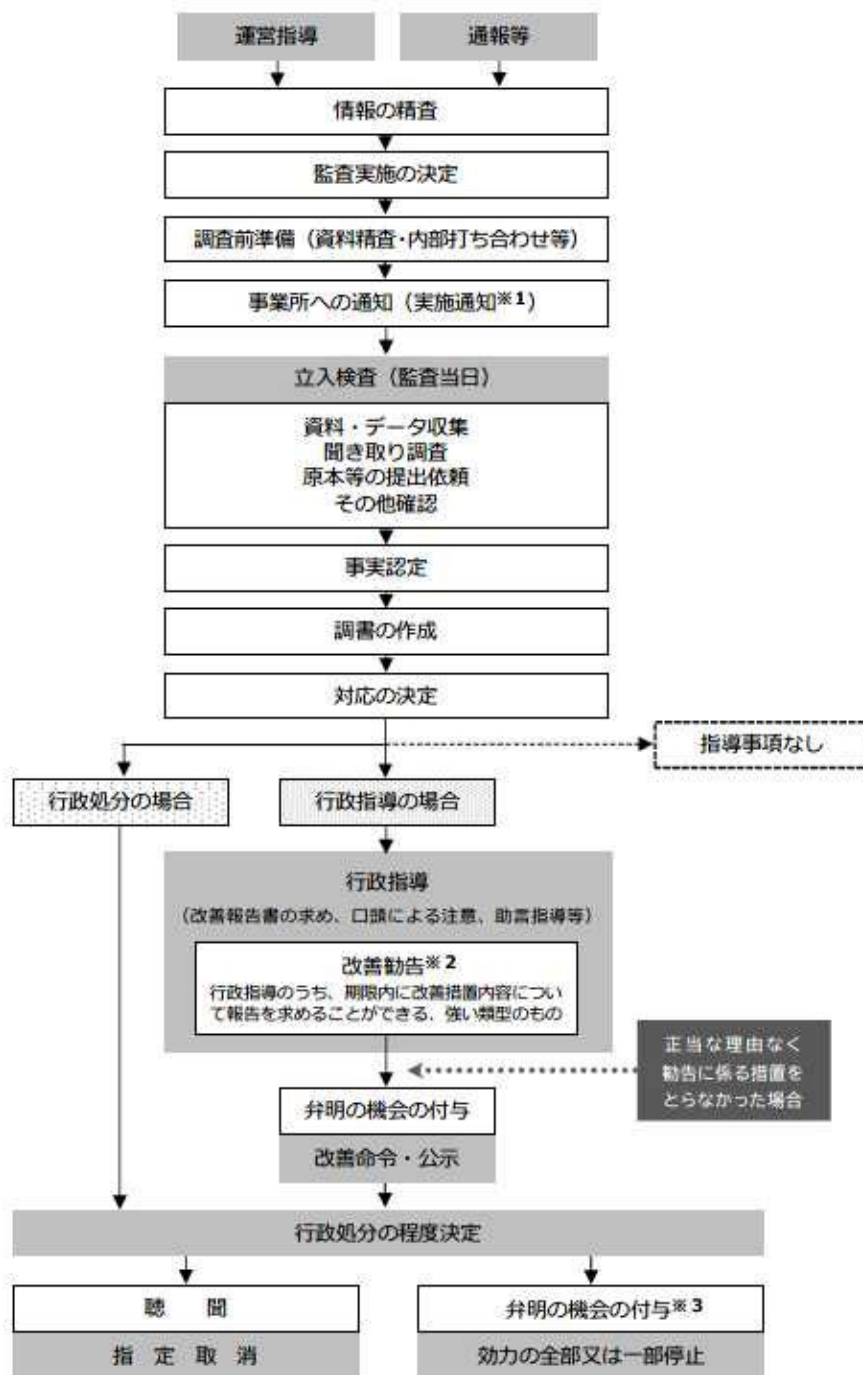 運営指導
通報等
情報の精査
監査実施の決定
調査前準備（資料精査・内部打ち合わせ等）
事業所への通知（実施通知※1）
立入検査（監査当日）
資料・データ収集
聞き取り調査
原本等の提出依頼
その他確認
事実認定
調書の作成
対応の決定
指導事項なし
行政処分の場合
行政指導の場合
行政指導
（改善報告書の求め、口頭による注意、助言指導等）
改善勧告※2
行政指導のうち、期限内に改善措置内容につい
て報告を求めることができる、強い類型のもの
正当な理由なく
勧告に係る措置を
とらなかった場合
弁明の機会の付与
改善命令・公示
行政処分の程度決定
聴　聞
弁明の機会の付与※3
指 定 取 消
効力の全部又は一部停止